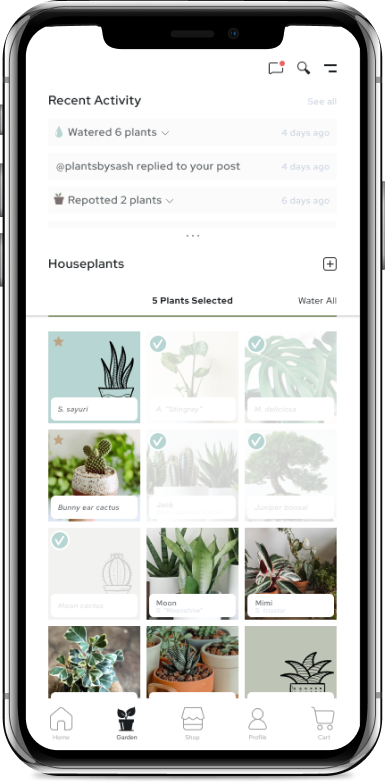 Recent Activity
See all
Watered 6 plants
4 days ago
@plantsbysash replied to your post
4 days ago
Repotted 2 plants
6 days ago
...
Houseplants
5 Plants Selected
Water All
S. sayuri
A. "Stingray"
M. deliciosa
Bunny ear cactus
Jack
Juniper bonsai
Moon cactus
Moon
S. "Moonshine"
Mimi
Home
Garden
Shop
Profile
Cart